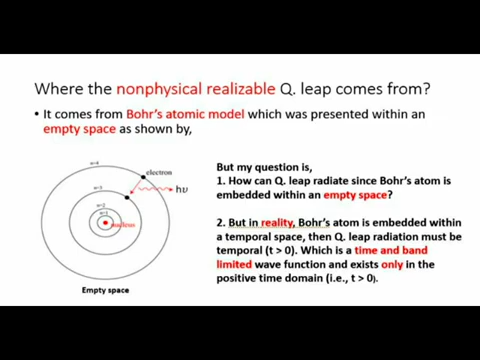 Where the nonphysical realizable Q. leap comes from?
• It comes from Bohr's atomic model which was presented within an
empty space as shown by,
n=4
electron
n=3
hυ
n=2
n=1
nucleus
Empty space
But my question is,
1. How can Q. leap radiate since Bohr's atom is
embedded within an empty space?
2. But in reality, Bohr's atom is embedded within
a temporal space, then Q. leap radiation must be
temporal (t > 0). Which is a time and band
limited wave function and exists only in the
positive time domain (i.e., t > 0).